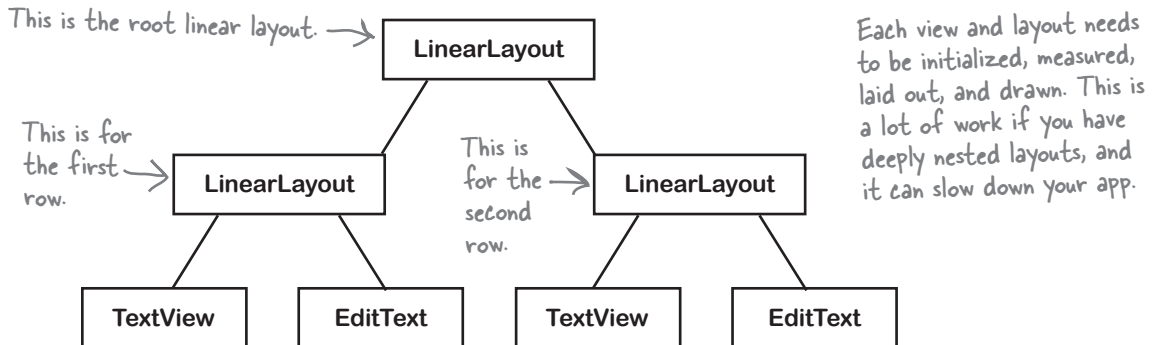 This is the root linear layout.
LinearLayout
Each view and layout needs
to be initialized, measured,
laid out, and drawn. This is
a lot of work if you have
deeply nested layouts, and
it can slow down your app.
This is for
the first
row.
LinearLayout
This is
for the
second
row.
LinearLayout
TextView
EditText
TextView
EditText